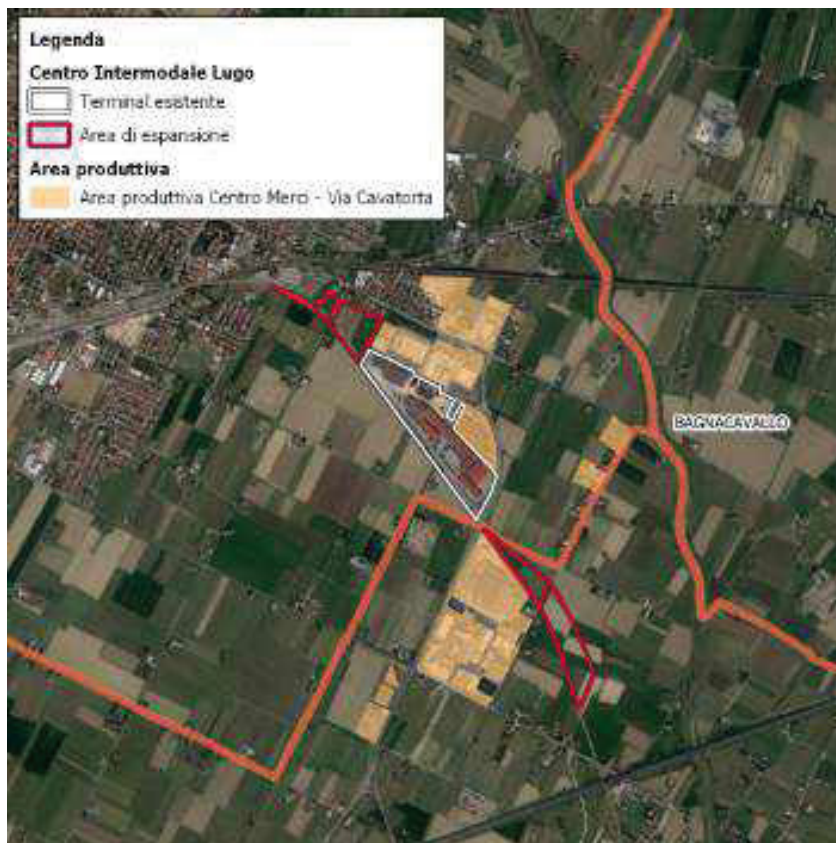 Legenda
Centro Intermodale Lugo
Terminal esistente
Area di espansione
Area produttiva
Area produttiva Centro Merci - Via Cavatorta
BAGNACAVALLO